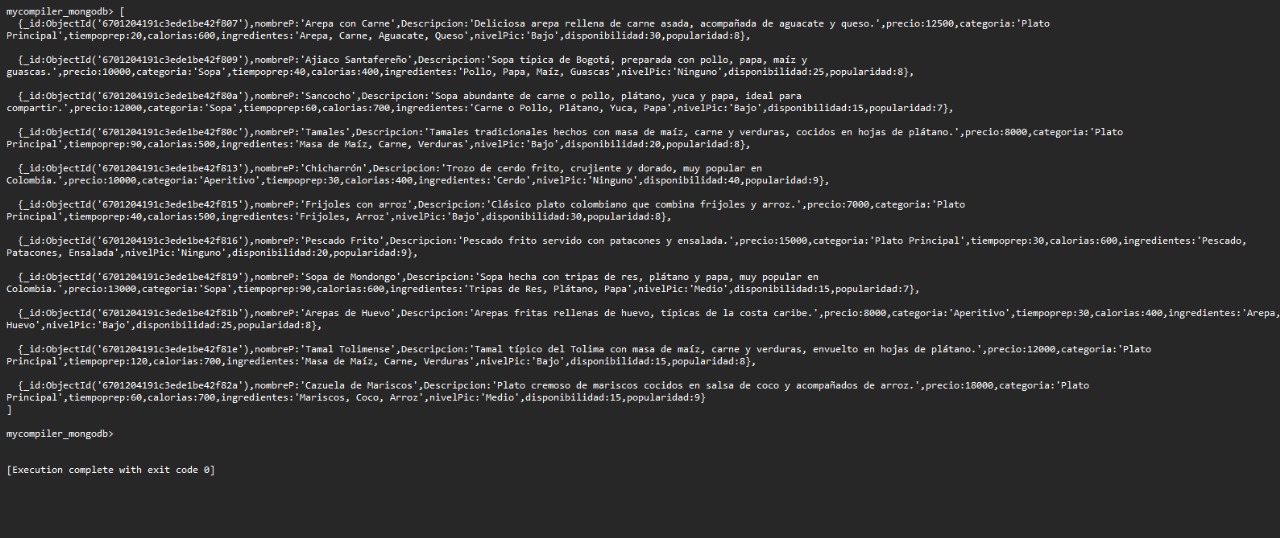 mycompiler_mongodb> [
{_id:ObjectId('6701204191c3ede1be42f807'),nombreP:'Arepa con Carne',Descripcion:'Deliciosa arepa rellena de carne asada, acompañada de aguacate y queso.',precio:12500,categoria:'Plato
Principal',tiempoprep:20,calorias:600,ingredientes:'Arepa, Carne, Aguacate, Queso',nivelPic:'Bajo',disponibilidad:30,popularidad:8},
{_id:ObjectId('6701204191c3ede1be42f809'),nombreP:'Ajiaco Santafereño',Descripcion:'Sopa típica de Bogotá, preparada con pollo, papa, maíz y
guascas.',precio:10000,categoria:'Sopa',tiempoprep:40,calorias:400,ingredientes:'Pollo, Papa, Maíz, Guascas',nivelPic:'Ninguno',disponibilidad:25,popularidad:8},
{_id:ObjectId('6701204191c3ede1be42f80a'),nombreP:'Sancocho',Descripcion:'Sopa abundante de carne o pollo, plátano, yuca y papa, ideal para
compartir.',precio:12000,categoria:'Sopa',tiempoprep:60,calorias:700,ingredientes:'Carne o Pollo, Plátano, Yuca, Papa',nivelPic:'Bajo',disponibilidad:15,popularidad:7},
{_id:ObjectId('6701204191c3ede1be42f80c'),nombreP:'Tamales',Descripcion:'Tamales tradicionales hechos con masa de maíz, carne y verduras, cocidos en hojas de plátano.',precio:8000,categoria:'Plato
Principal',tiempoprep:90,calorias:500,ingredientes:'Masa de Maíz, Carne, Verduras',nivelPic:'Bajo',disponibilidad:20,popularidad:8},
{_id:ObjectId('6701204191c3ede1be42f813'),nombreP:'Chicharrón',Descripcion:'Trozo de cerdo frito, crujiente y dorado, muy popular en
Colombia.',precio:10000,categoria:'Aperitivo',tiempoprep:30,calorias:400,ingredientes:'Cerdo',nivelPic:'Ninguno',disponibilidad:40,popularidad:9},
{_id:ObjectId('6701204191c3ede1be42f815'),nombreP:'Frijoles con arroz',Descripcion:'Clásico plato colombiano que combina frijoles y arroz.',precio:7000,categoria:'Plato
Principal',tiempoprep:40,calorias:500,ingredientes:'Frijoles, Arroz',nivelPic:'Bajo',disponibilidad:30,popularidad:8},
{_id:ObjectId('6701204191c3ede1be42f816'),nombreP:'Pescado Frito',Descripcion:'Pescado frito servido con patacones y ensalada.',precio:15000,categoria:'Plato Principal',tiempoprep:30,calorias:600,ingredientes:'Pescado,
Patacones, Ensalada',nivelPic:'Ninguno',disponibilidad:20,popularidad:9},
{_id:ObjectId('6701204191c3ede1be42f819'),nombreP:'Sopa de Mondongo',Descripcion:'Sopa hecha con tripas de res, plátano y papa, muy popular en
Colombia.',precio:13000,categoria:'Sopa',tiempoprep:90,calorias:600,ingredientes:'Tripas de Res, Plátano, Papa',nivelPic:'Medio',disponibilidad:15,popularidad:7},
{_id:ObjectId('6701204191c3ede1be42f81b'),nombreP:'Arepas de Huevo',Descripcion:'Arepas fritas rellenas de huevo, típicas de la costa caribe.',precio:8000,categoria:'Aperitivo',tiempoprep:30,calorias:400,ingredientes:'Arepa,
Huevo',nivelPic:'Bajo',disponibilidad:25,popularidad:8},
{_id:ObjectId('6701204191c3ede1be42f81e'),nombreP:'Tamal Tolimense',Descripcion:'Tamal típico del Tolima con masa de maíz, carne y verduras, envuelto en hojas de plátano.',precio:12000,categoria:'Plato
Principal',tiempoprep:120,calorias:700,ingredientes:'Masa de Maíz, Carne, Verduras',nivelPic:'Bajo',disponibilidad:15,popularidad:8},
{_id:ObjectId('6701204191c3ede1be42f82a'),nombreP:'Cazuela de Mariscos',Descripcion:'Plato cremoso de mariscos cocidos en salsa de coco y acompañados de arroz.',precio:18000,categoria:'Plato
Principal',tiempoprep:60,calorias:700,ingredientes:'Mariscos, Coco, Arroz',nivelPic:'Medio',disponibilidad:15,popularidad:9}
]
mycompiler_mongodb>
[Execution complete with exit code 0]